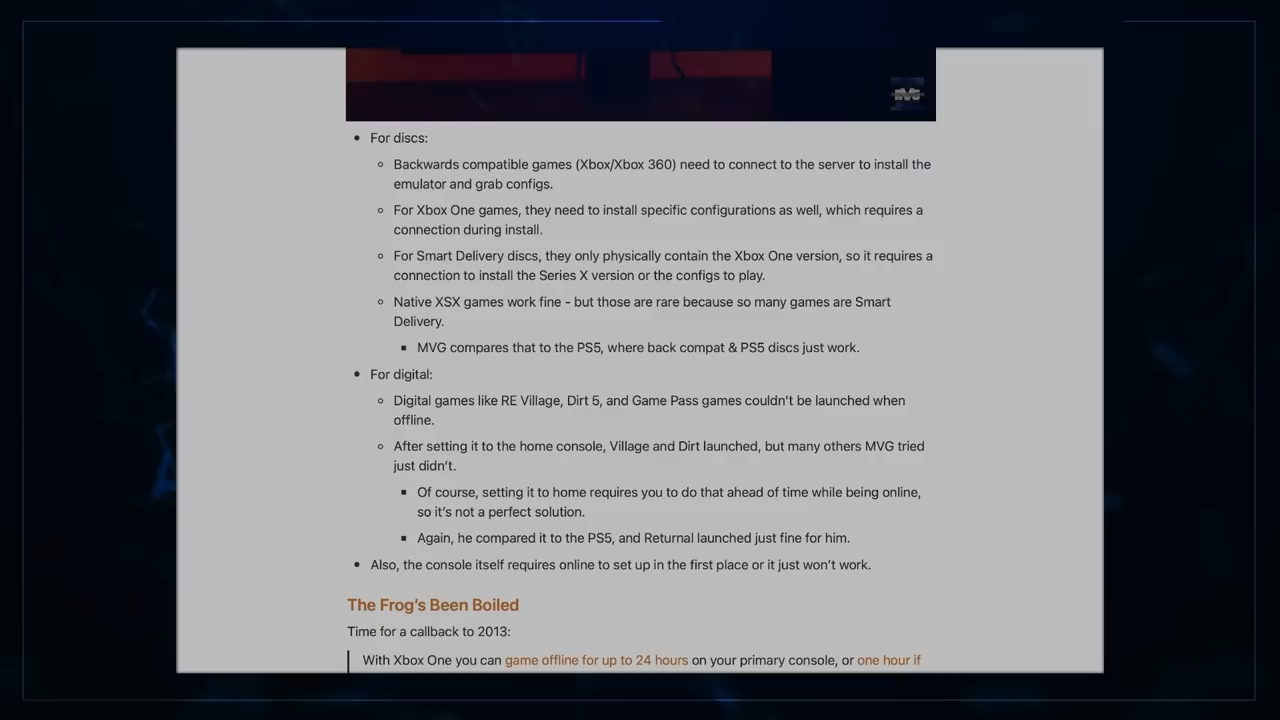 MVG
For discs:
Backwards compatible games (Xbox/Xbox 360) need to connect to the server to install the
emulator and grab configs.
For Xbox One games, they need to install specific configurations as well, which requires a
connection during install.
For Smart Delivery discs, they only physically contain the Xbox One version, so it requires a
connection to install the Series X version or the configs to play.
Native XSX games work fine - but those are rare because so many games are Smart
Delivery.
MVG compares that to the PS5, where back compat & PS5 discs just work.
For digital:
Digital games like RE Village, Dirt 5, and Game Pass games couldn’t be launched when
offline.
After setting it to the home console, Village and Dirt launched, but many others MVG tried
just didn’t.
Of course, setting it to home requires you to do that ahead of time while being online,
so it’s not a perfect solution.
Again, he compared it to the PS5, and Returnal launched just fine for him.
Also, the console itself requires online to set up in the first place or it just won’t work.
The Frog’s Been Boiled
Time for a callback to 2013:
With Xbox One you can game offline for up to 24 hours on your primary console, or one hour if